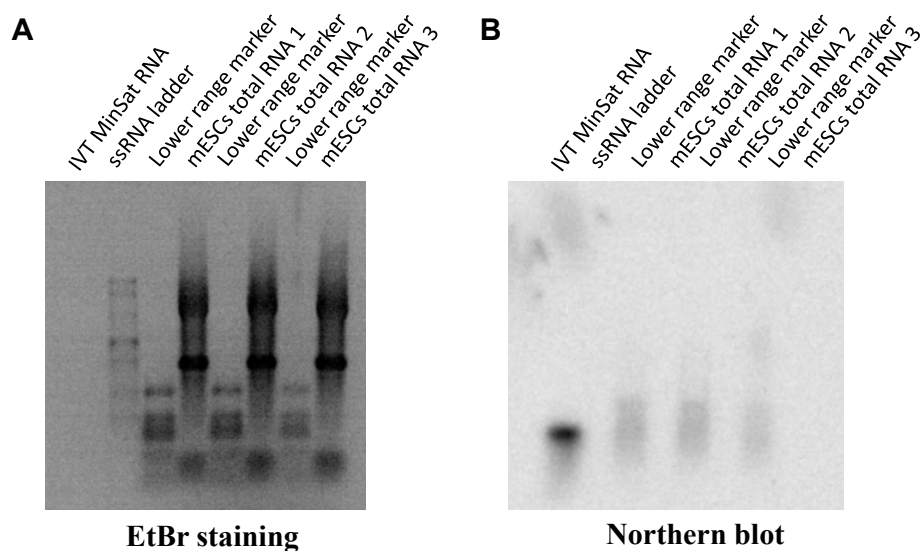 A
IVT MinSat RNA
ssRNA ladder
Lower range marker
mESCs total RNA 1
Lower range marker
mESCs total RNA 2
Lower range marker
mESCs total RNA 3
EtBr staining
B
IVT MinSat RNA
ssRNA ladder
Lower range marker
mESCs total RNA 1
Lower range marker
mESCs total RNA 2
Lower range marker
mESCs total RNA 3
Northern blot